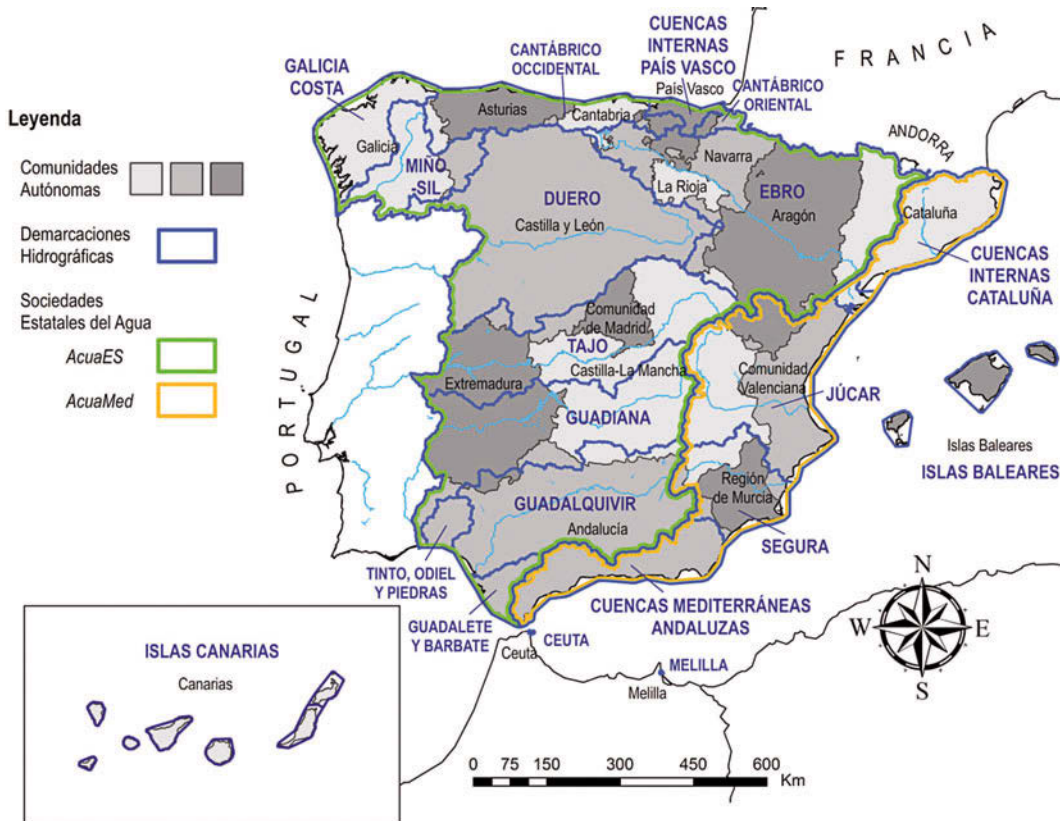 CUENCAS
INTERNAS
PAÍS VASCO
País Vasco
CANTÁBRICO
OCCIDENTAL
CANTÁBRICO
ORIENTAL
FRANCIA
GALICIA
COSTA
Asturias
Cantabria
ANDORRA
Leyenda
Comunidades
Autónomas
Demarcaciones
Hidrográficas
Sociedades
Estatales del Agua
AcuaES
AcuaMed
Galicia
MIÑO
-SIL
Navarra
La Rioja
DUERO
Castilla y León
EBRO
Aragón
Cataluña
CUENCAS
INTERNAS
CATALUÑA
PORTUGAL
Comunidad
de Madrid
TAJO
Castilla-La Mancha
Extremadura
GUADIANA
Comunidad
Valenciana
JÚCAR
Islas Baleares
ISLAS BALEARES
GUADALQUIVIR
Andalucía
Región
de Murcia
SEGURA
TINTO, ODIEL
Y PIEDRAS
GUADALETE
Y BARBATE
CUENCAS MEDITERRÁNEAS
ANDALUZAS
CEUTA
Ceuta
MELILLA
Melilla
N
W
E
S
ISLAS CANARIAS
Canarias
0 75 150 300 450 600
Km